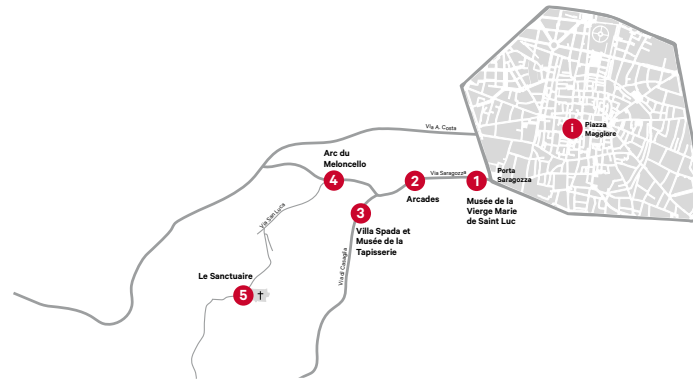 i
Piazza
Maggiore
Via A. Costa
Arc du
Meloncello
4
2
Via Saragozza
1
Porta
Saragozza
Arcades
Musée de la
Vierge Marie
de Saint Luc
3
Villa Spada et
Musée de la
Tapisserie
Via San Luca
Via di Casaglia
Le Sanctuaire
5